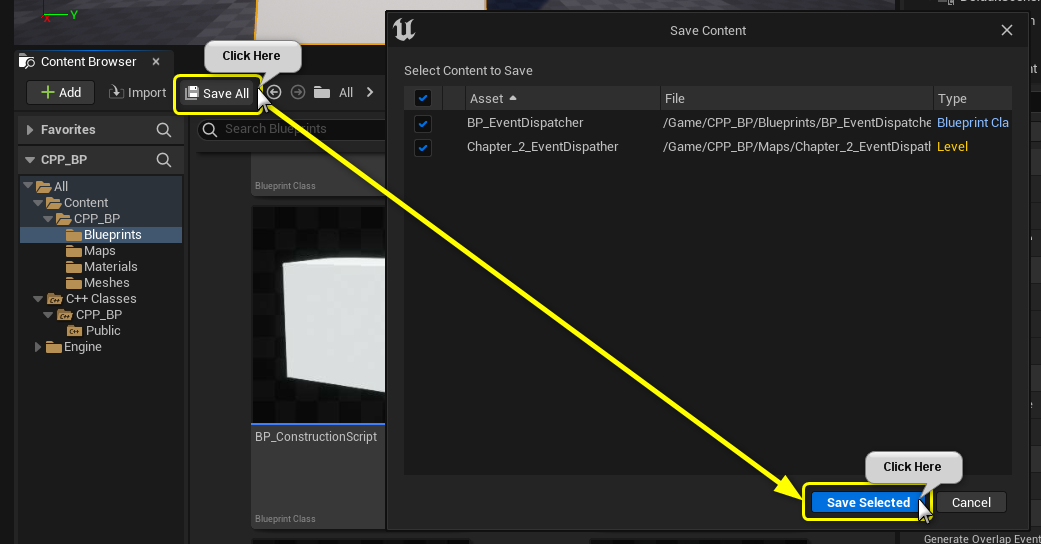 X
Y
Content Browser
Click Here
Save Content
Add
Import
Save All
All
Select Content to Save
Asset
File
Type
Favorites
Search Blueprints
BP_EventDispatcher
/Game/CPP_BP/Blueprints/BP_EventDispatche
Blueprint Cla
Chapter_2_EventDispather
/Game/CPP_BP/Maps/Chapter_2_EventDispath
Level
CPP_BP
All
Content
CPP_BP
Blueprints
Maps
Materials
Meshes
C++ Classes
CPP_BP
Public
Engine
Blueprint Class
BP_ConstructionScript
Blueprint Class
Click Here
Save Selected
Cancel
Generate Overlap Event